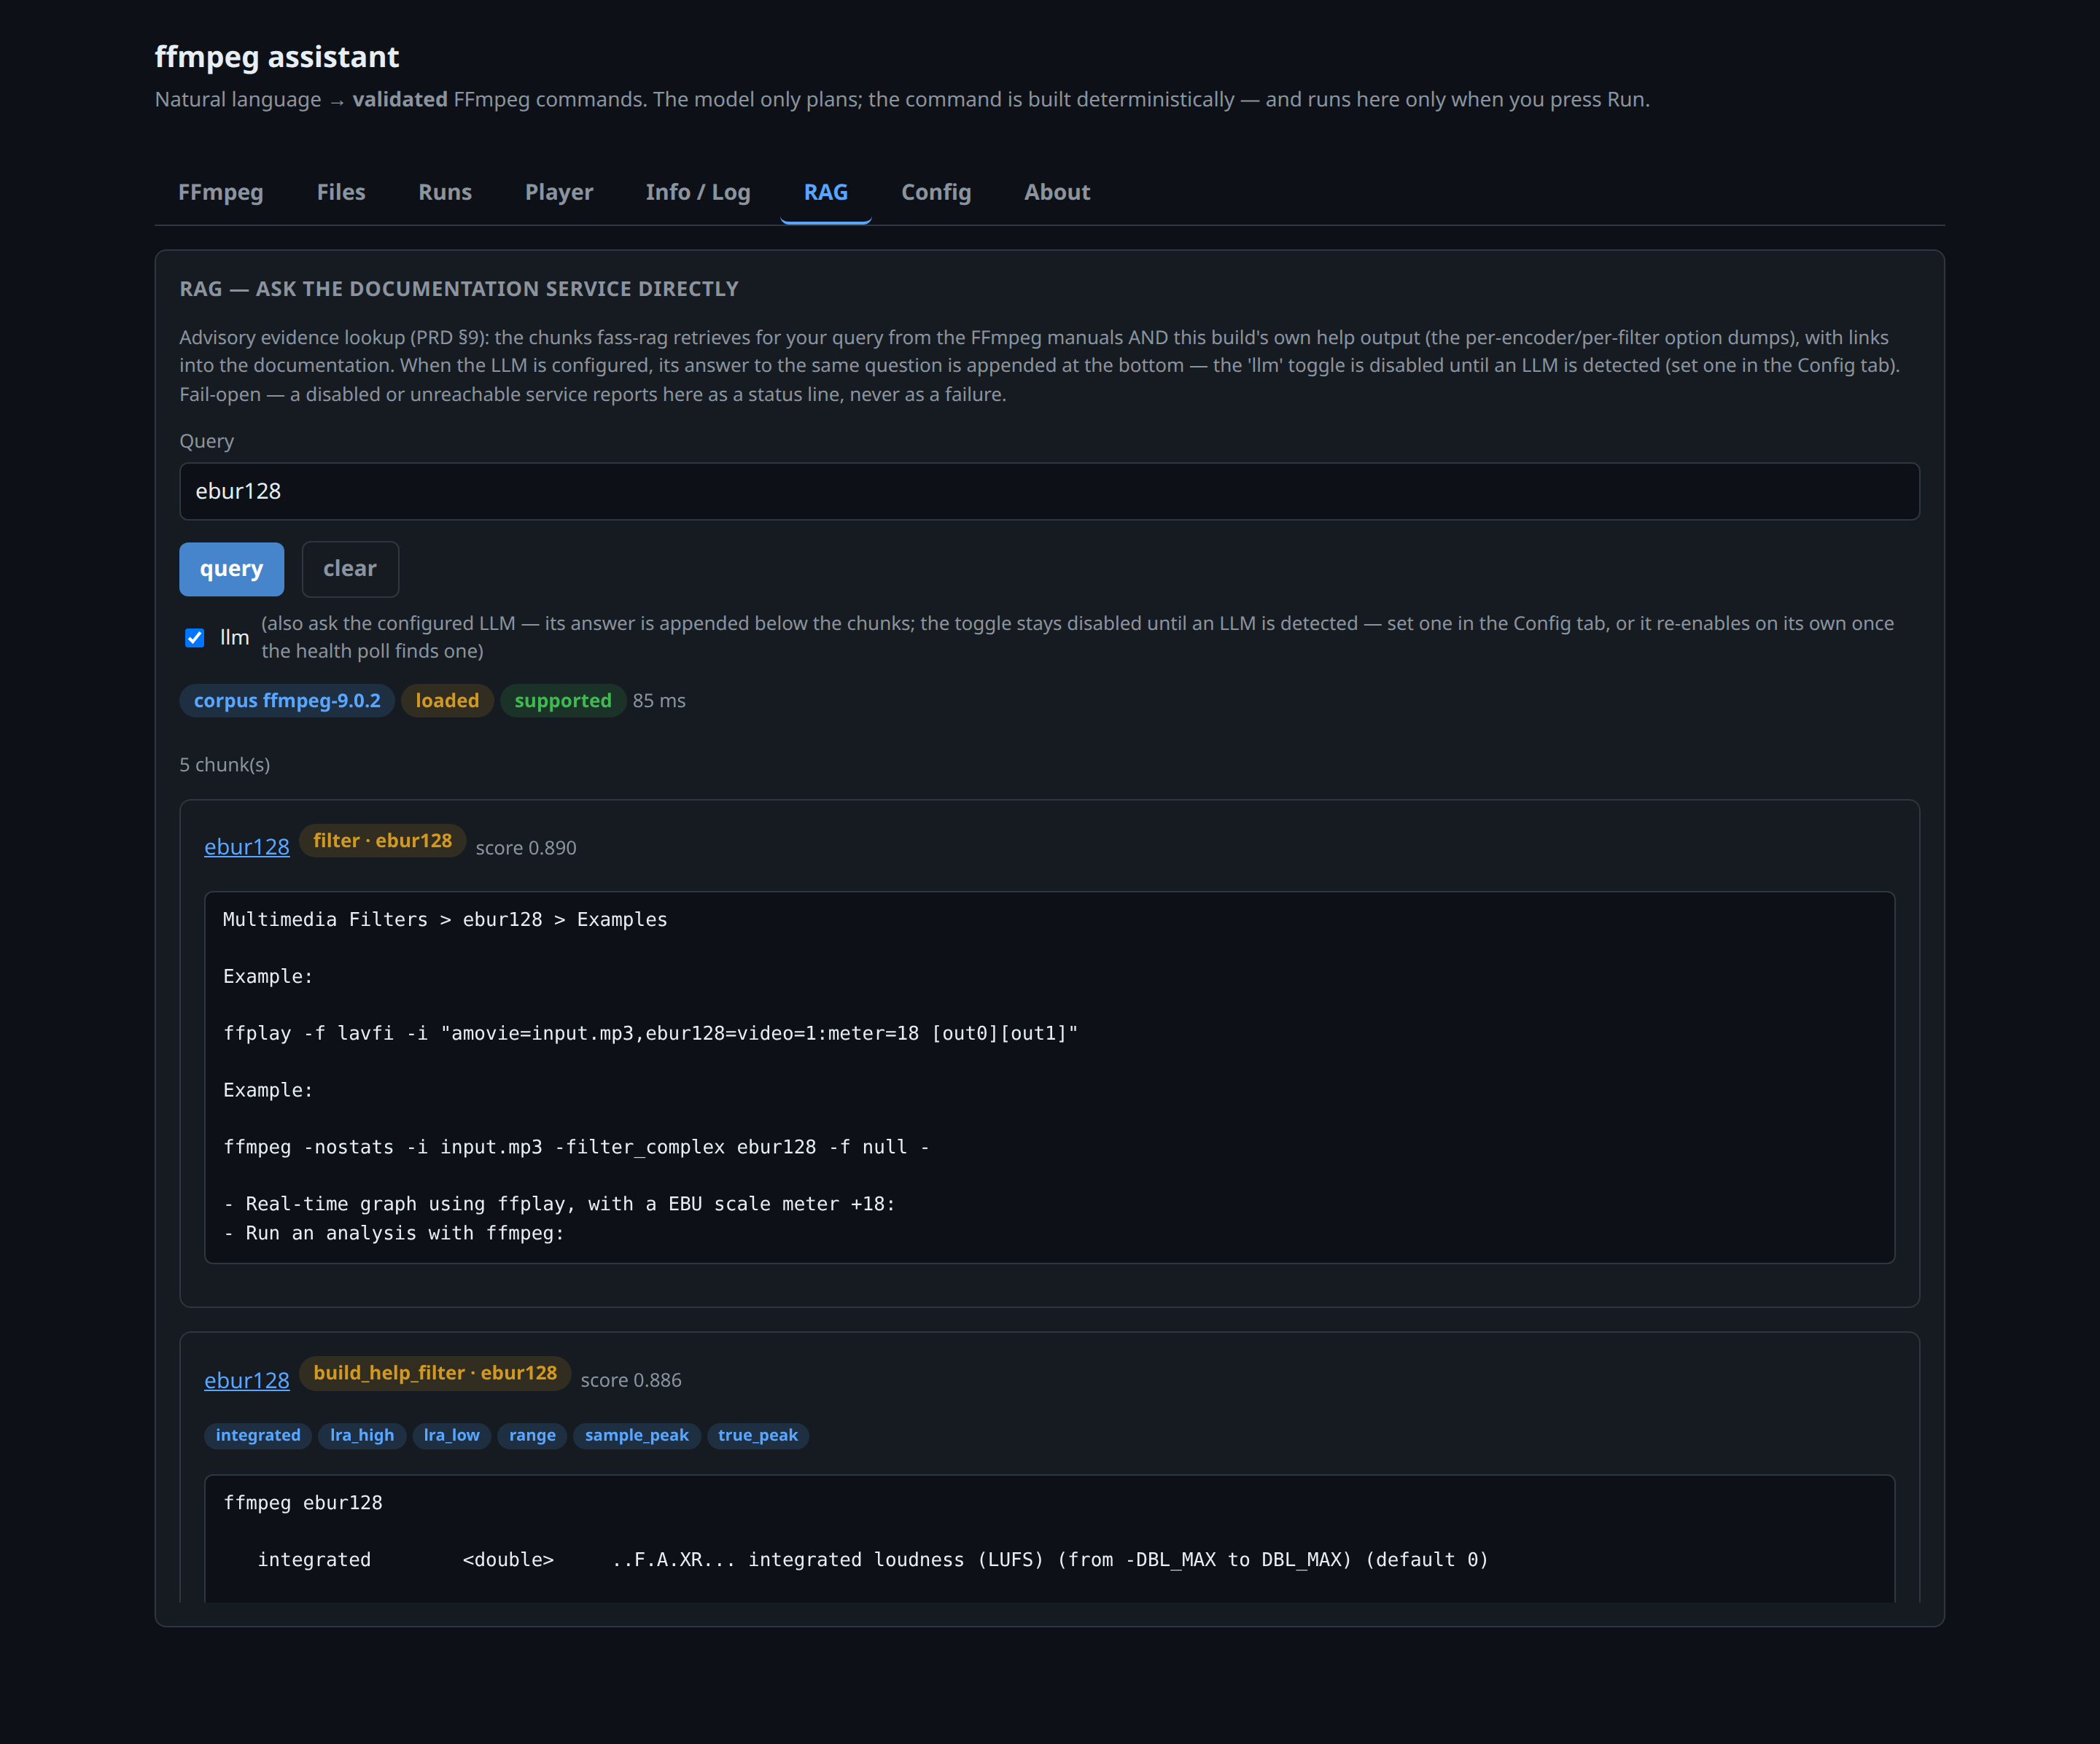 ffmpeg assistant
Natural language → validated FFmpeg commands. The model only plans; the command is built deterministically — and runs here only when you press Run.
FFmpeg Files Runs Player Info / Log RAG Config About
RAG — ASK THE DOCUMENTATION SERVICE DIRECTLY
Advisory evidence lookup (PRD §9): the chunks fass-rag retrieves for your query from the FFmpeg manuals AND this build's own help output (the per-encoder/per-filter option dumps), with links
into the documentation. When the LLM is configured, its answer to the same question is appended at the bottom — the 'llm' toggle is disabled until an LLM is detected (set one in the Config tab).
Fail-open — a disabled or unreachable service reports here as a status line, never as a failure.
Query
ebur128
query clear
llm (also ask the configured LLM — its answer is appended below the chunks; the toggle stays disabled until an LLM is detected — set one in the Config tab, or it re-enables on its own once
the health poll finds one)
corpus ffmpeg-9.0.2 loaded supported 85 ms
5 chunk(s)
ebur128 filter · ebur128 score 0.890
Multimedia Filters > ebur128 > Examples
Example:
ffplay -f lavfi -i "amovie=input.mp3,ebur128=video=1:meter=18 [out0][out1]"
Example:
ffmpeg -nostats -i input.mp3 -filter_complex ebur128 -f null -
- Real-time graph using ffplay, with a EBU scale meter +18:
- Run an analysis with ffmpeg:
ebur128 build_help_filter · ebur128 score 0.886
integrated lra_high lra_low range sample_peak true_peak
ffmpeg ebur128
integrated <double> ..F.A.XR... integrated loudness (LUFS) (from -DBL_MAX to DBL_MAX) (default 0)